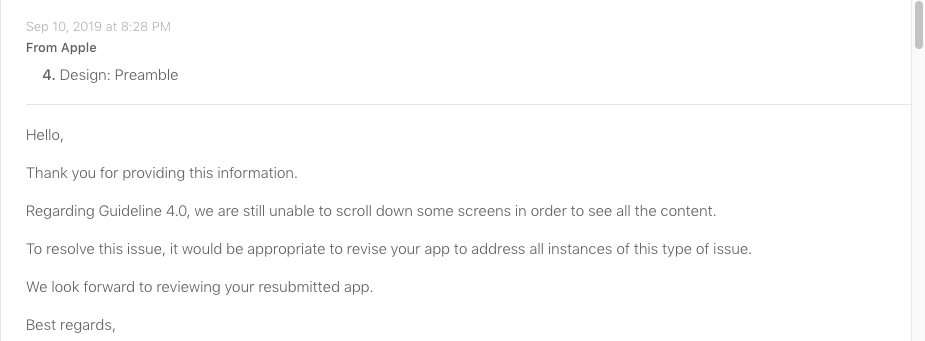 Sep 10, 2019 at 8:28 PM
From Apple
4. Design: Preamble
Hello,
Thank you for providing this information.
Regarding Guideline 4.0, we are still unable to scroll down some screens in order to see all the content.
To resolve this issue, it would be appropriate to revise your app to address all instances of this type of issue.
We look forward to reviewing your resubmitted app.
Best regards,